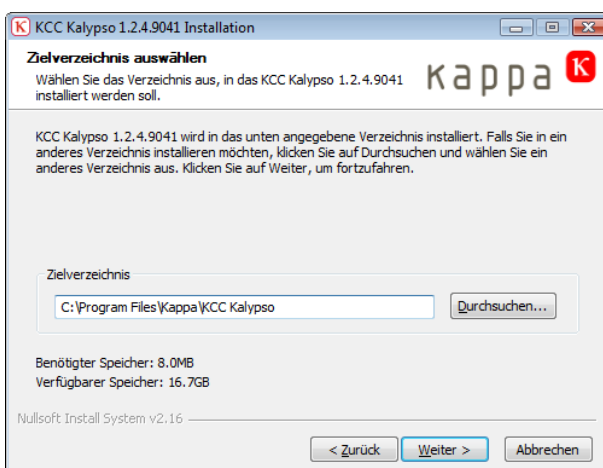 KCC Kalypso 1.2.4.9041 Installation
Zielverzeichnis auswählen
Wählen Sie das Verzeichnis aus, in das KCC Kalypso 1.2.4.9041
installiert werden soll.
kappa K
KCC Kalypso 1.2.4.9041 wird in das unten angegebene Verzeichnis installiert. Falls Sie in ein
anderes Verzeichnis installieren möchten, klicken Sie auf Durchsuchen und wählen Sie ein
anderes Verzeichnis aus. Klicken Sie auf Weiter, um fortzufahren.
Zielverzeichnis
C:\Program Files\Kappa\KCC Kalypso
Durchsuchen...
Benötigter Speicher: 8.0MB
Verfügbarer Speicher: 16.7GB
Nullsoft Install System v2.16
< Zurück Weiter > Abbrechen